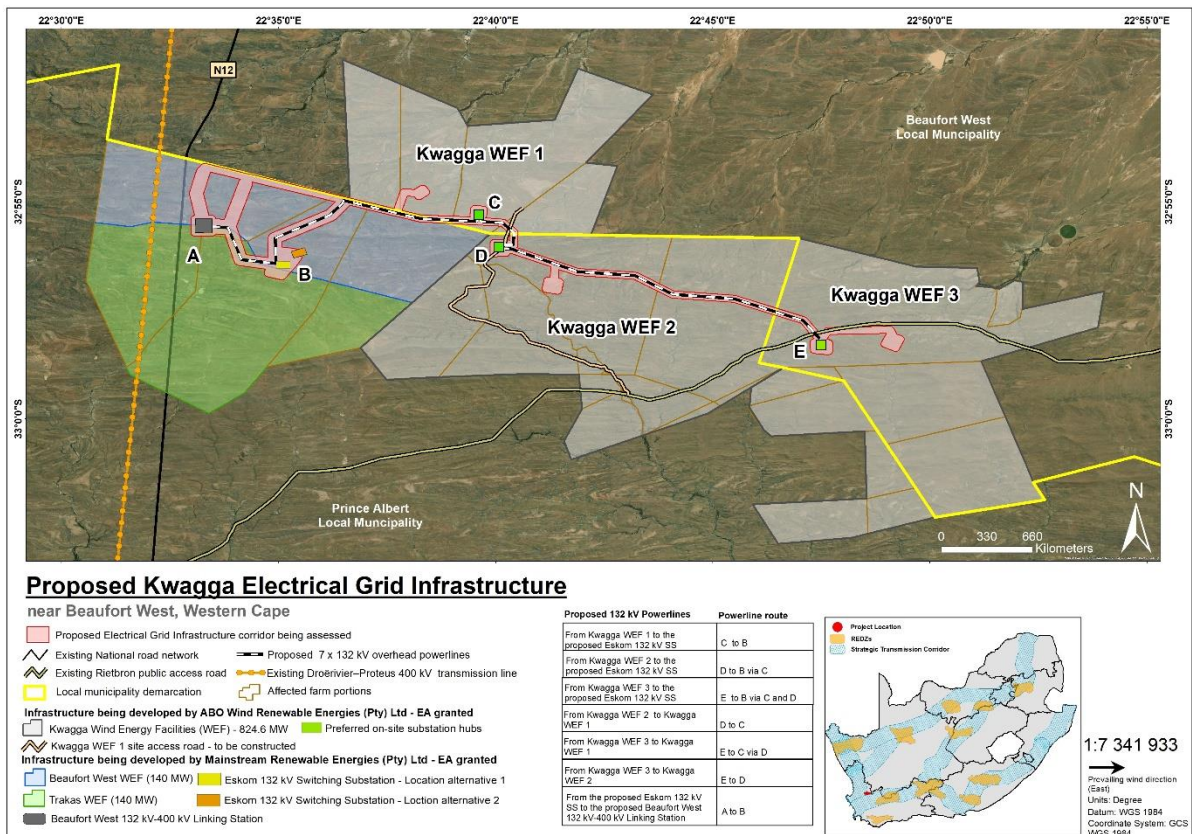 22°30'0"E 22°35'0"E 22°40'0"E 22°45'0"E 22°50'0"E 22°55'0"E
N12
Beaufort West
Local Muncipality
Kwagga WEF 1
32°55'0"S
32°55'0"S
C
A
B
D
Kwagga WEF 3
Kwagga WEF 2
E
33°0'0"S
33°0'0"S
Prince Albert
Local Muncipality
N
0 330 660
Kilometers
Proposed Kwagga Electrical Grid Infrastructure
near Beaufort West, Western Cape
Proposed Electrical Grid Infrastructure corridor being assessed
Existing National road network
Proposed 7 x 132 kV overhead powerlines
Existing Rietbron public access road
Existing Droërivier–Proteus 400 kV transmission line
Local municipality demarcation
Affected farm portions
Infrastructure being developed by ABO Wind Renewable Energies (Pty) Ltd - EA granted
Kwagga Wind Energy Facilities (WEF) - 824.6 MW
Preferred on-site substation hubs
Kwagga WEF 1 site access road - to be constructed
Infrastructure being developed by Mainstream Renewable Energies (Pty) Ltd - EA granted
Beaufort West WEF (140 MW)
Eskom 132 kV Switching Substation - Location alternative 1
Trakas WEF (140 MW)
Eskom 132 kV Switching Substation - Loction alternative 2
Beaufort West 132 kV-400 kV Linking Station
Proposed 132 kV Powerlines Powerline route
From Kwagga WEF 1 to the
proposed Eskom 132 kV SS
C to B
From Kwagga WEF 2 to the
proposed Eskom 132 kV SS
D to B via C
From Kwagga WEF 3 to the
proposed Eskom 132 kV SS
E to B via C and D
From Kwagga WEF 2 to Kwagga
WEF 1
D to C
From Kwagga WEF 3 to Kwagga
WEF 1
E to C via D
From Kwagga WEF 3 to Kwagga
WEF 2
E to D
From the proposed Eskom 132 kV
SS to the proposed Beaufort West
132 kV-400 kV Linking Station
A to B
Project Location
REDZs
Strategic Transmission Corridor
1:7 341 933
Prevailing wind direction
(East)
Units: Degree
Datum: WGS 1984
Coordinate System: GCS
WGS 1984